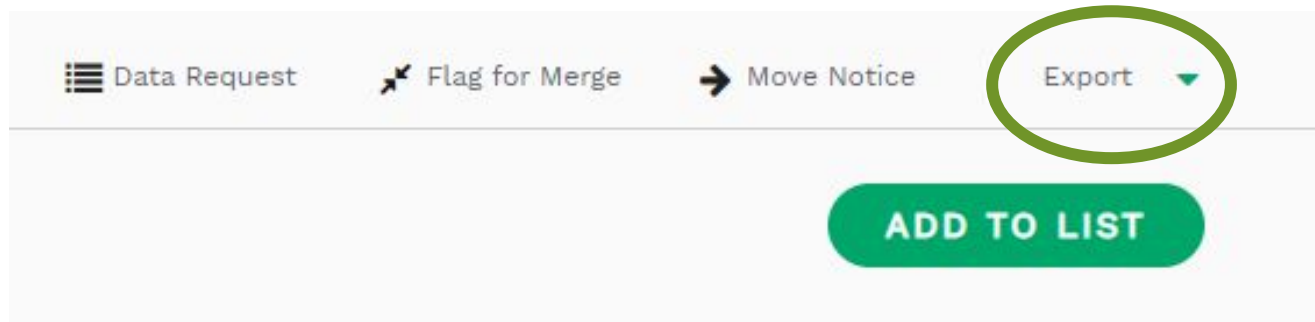 Data Request Flag for Merge Move Notice Export
ADD TO LIST